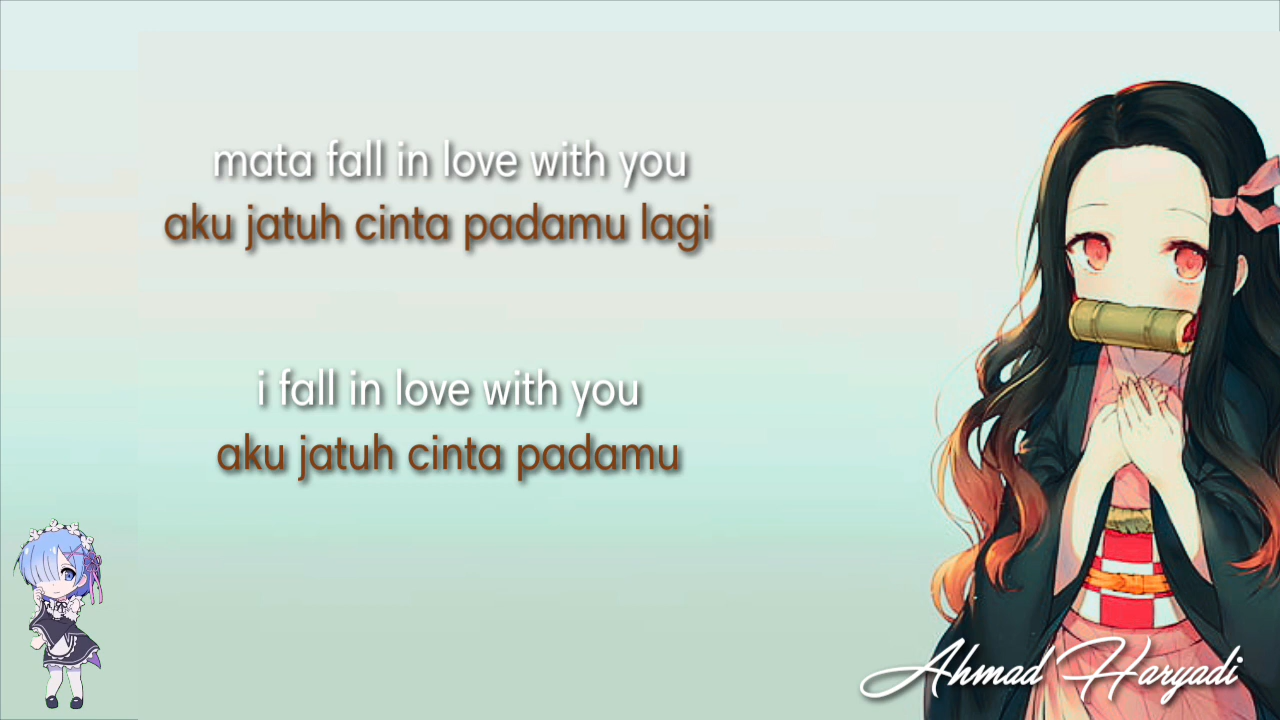 mata fall in love with you
aku jatuh cinta padamu lagi
i fall in love with you
aku jatuh cinta padamu
Ahmad Haryadi